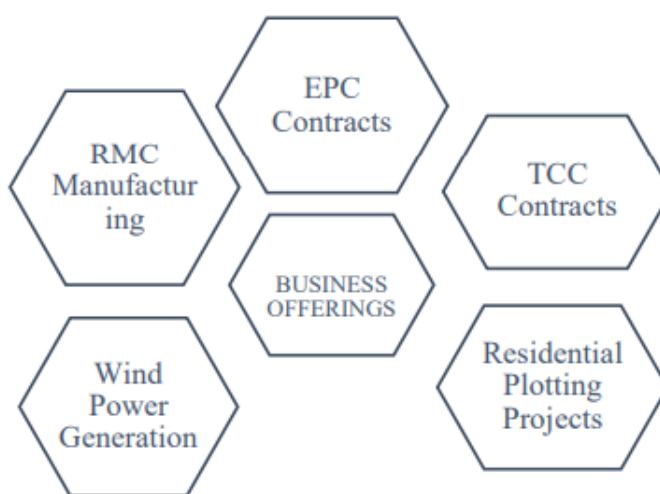 EPC
Contracts
RMC
Manufactur
ing
TCC
Contracts
BUSINESS
OFFERINGS
Wind
Power
Generation
Residential
Plotting
Projects